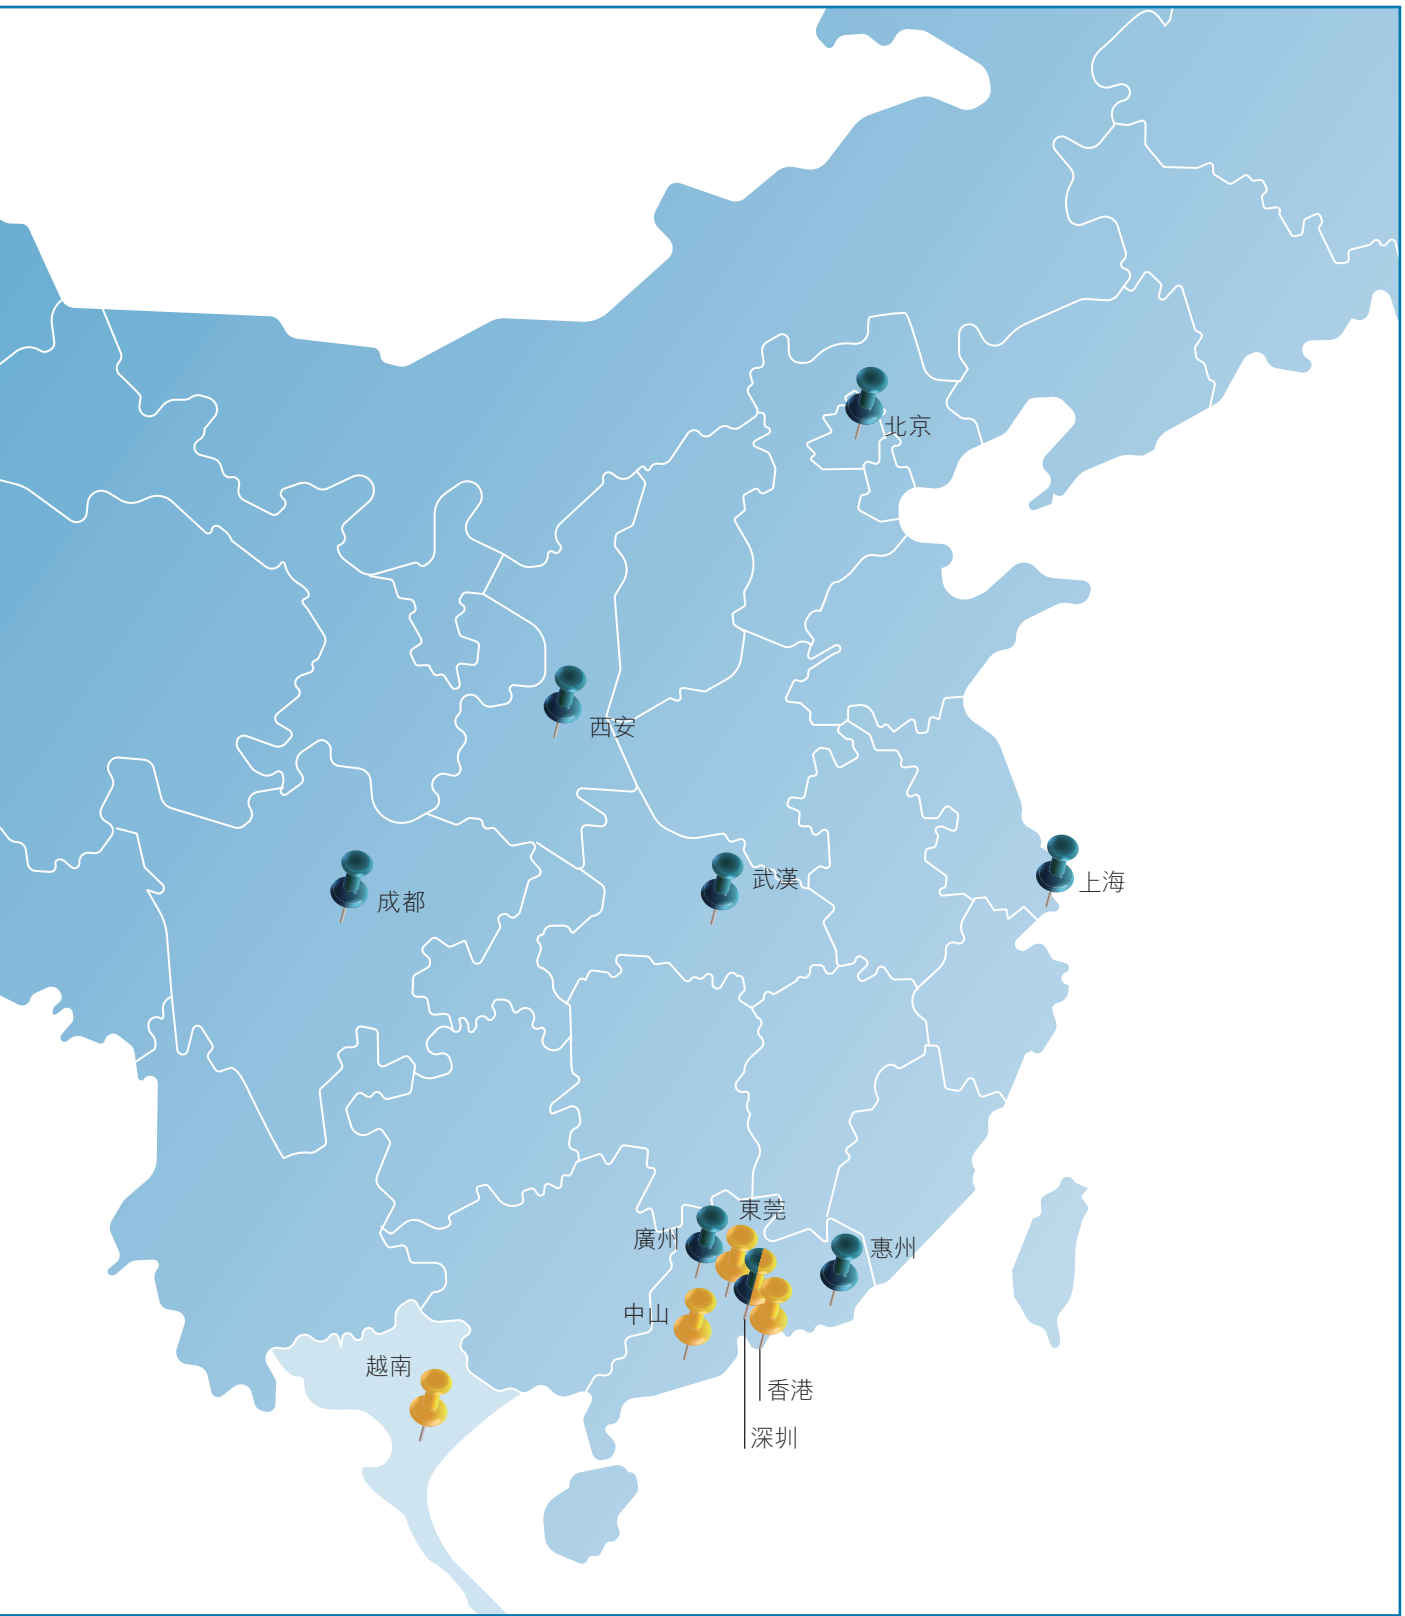 北京
西安
武漢
上海
成都
東莞
廣州
惠州
中山
越南
香港
深圳